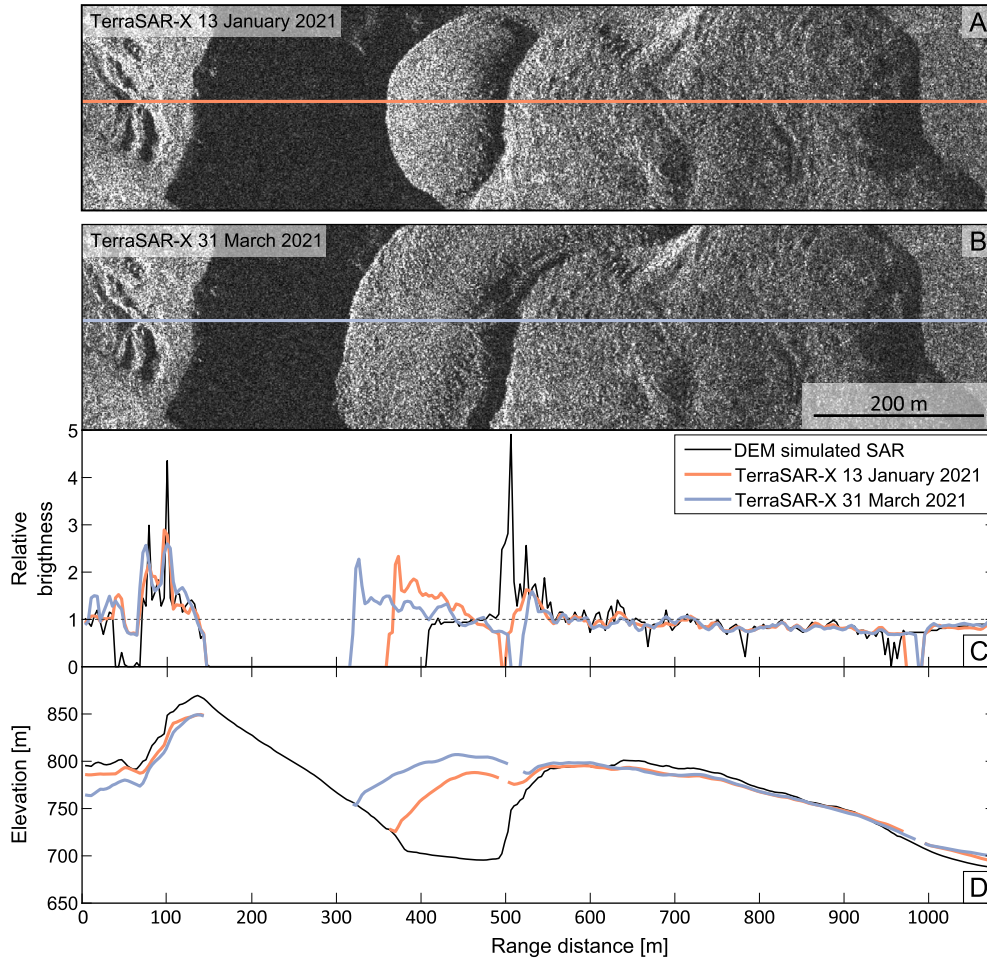 TerraSAR-X 13 January 2021
A
TerraSAR-X 31 March 2021
B
200 m
5
4
3
2
1
0
Relative
brigthness
DEM simulated SAR
TerraSAR-X 13 January 2021
TerraSAR-X 31 March 2021
C
850
800
750
700
650
Elevation [m]
D
0 100 200 300 400 500 600 700 800 900 1000
Range distance [m]